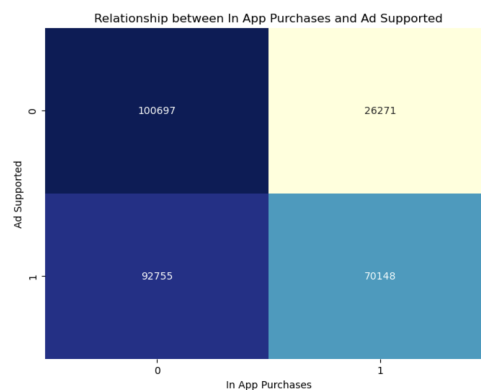 Relationship between In App Purchases and Ad Supported
0
100697
26271
Ad Supported
1
92755
70148
0
1
In App Purchases